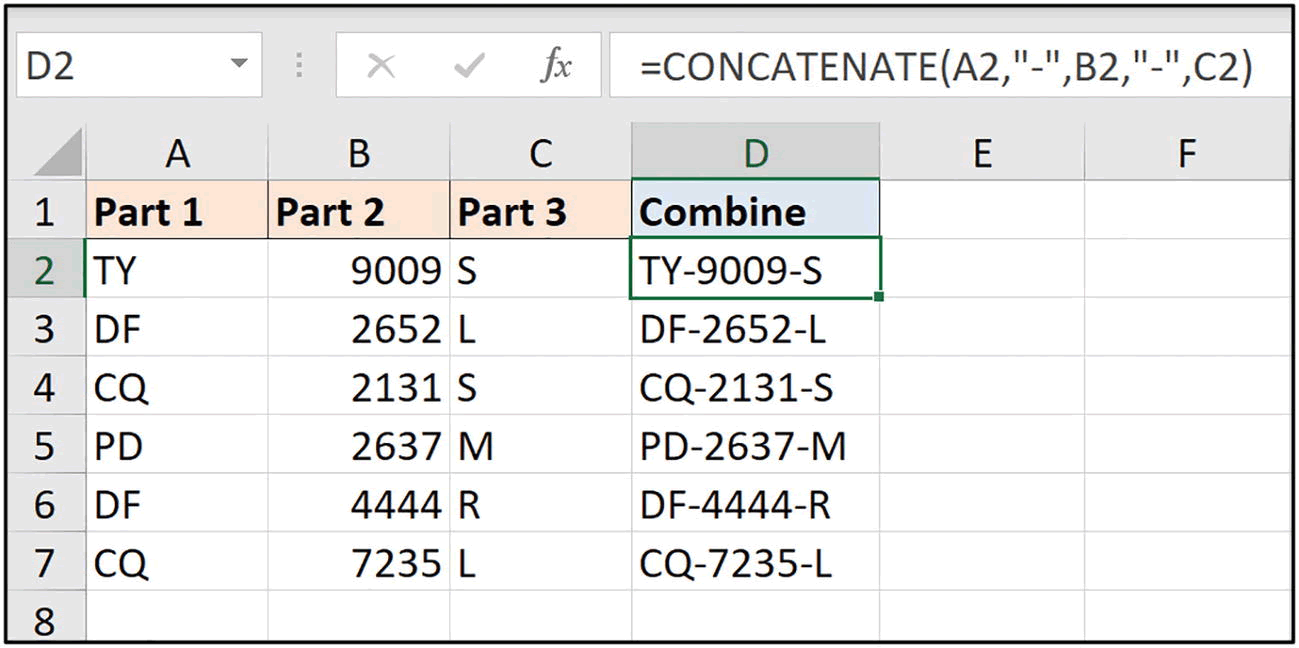 D2 fx =CONCATENATE(A2,"-",B2,"-",C2)
A B C D E F
1 Part 1 Part 2 Part 3 Combine
2 TY 9009 S TY-9009-S
3 DF 2652 L DF-2652-L
4 CQ 2131 S CQ-2131-S
5 PD 2637 M PD-2637-M
6 DF 4444 R DF-4444-R
7 CQ 7235 L CQ-7235-L
8